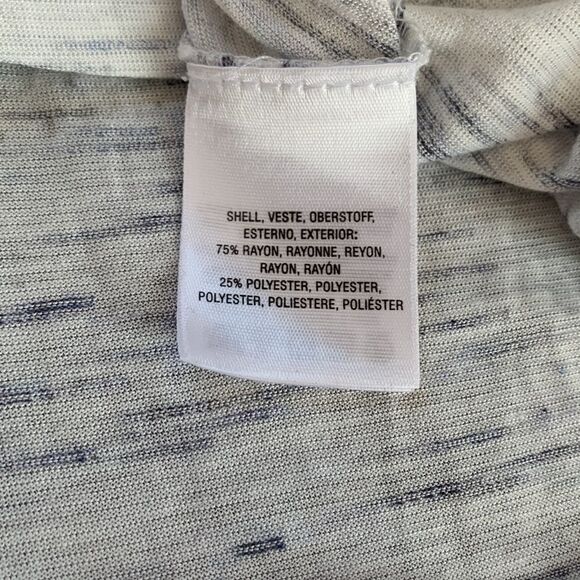 SHELL, VESTE, OBERSTOFF,
ESTERNO, EXTERIOR:
75% RAYON, RAYONNE, REYON,
RAYON, RAYÓN
25% POLYESTER, POLYESTER,
POLYESTER, POLIESTERE, POLIÉSTER